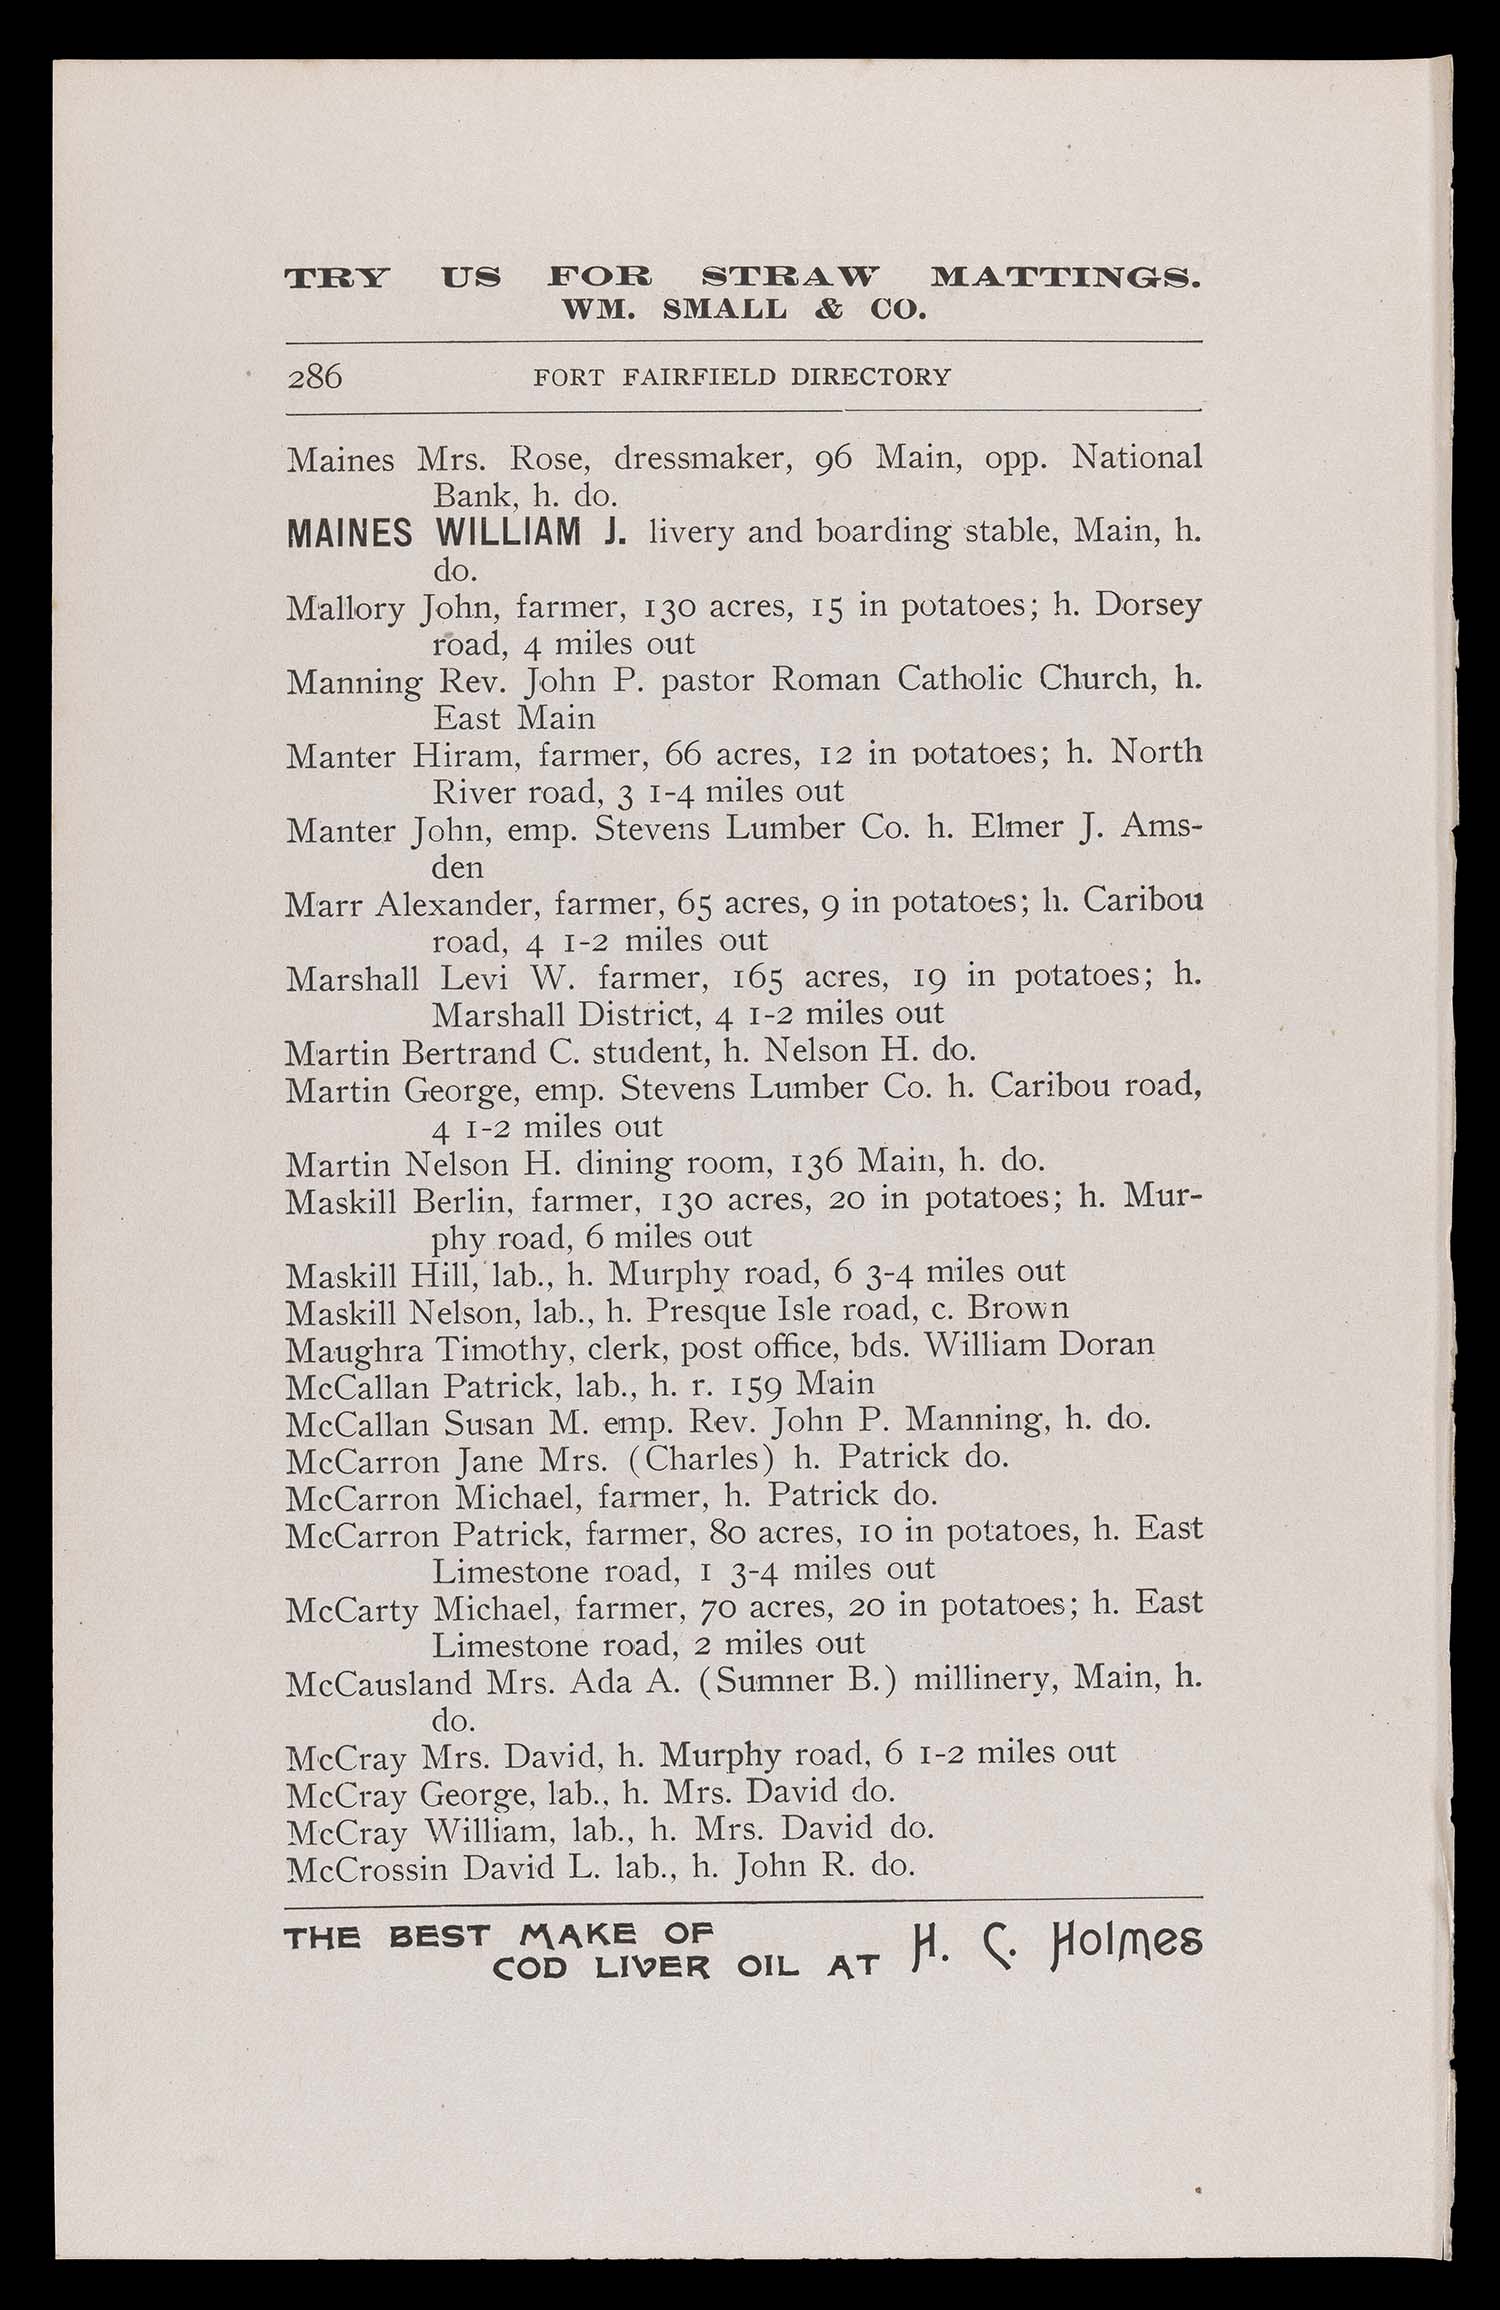 TRY US FOR STRAW MATTINGS.
WM. SMALL & CO.
286 FORT FAIRFIELD DIRECTORY
Maines Mrs. Rose, dressmaker, 96 Main, opp. National
Bank, h. do.
MAINES WILLIAM J. livery and boarding stable, Main, h.
do.
Mallory John, farmer, 130 acres, 15 in potatoes; h. Dorsey
road, 4 miles out
Manning Rev. John P. pastor Roman Catholic Church, h.
East Main
Manter Hiram, farmer, 66 acres, 12 in potatoes; h. North
River road, 3 1-4 miles out
Manter John, emp. Stevens Lumber Co. h. Elmer J. Ams-
den
Marr Alexander, farmer, 65 acres, 9 in potatoes; h. Caribou
road, 4 1-2 miles out
Marshall Levi W. farmer, 165 acres, 19 in potatoes; h.
Marshall District, 4 1-2 miles out
Martin Bertrand C. student, h. Nelson H. do.
Martin George, emp. Stevens Lumber Co. h. Caribou road,
4 1-2 miles out
Martin Nelson H. dining room, 136 Main, h. do.
Maskill Berlin, farmer, 130 acres, 20 in potatoes; h. Mur-
phy road, 6 miles out
Maskill Hill, lab., h. Murphy road, 6 3-4 miles out
Maskill Nelson, lab., h. Presque Isle road, c. Brown
Maughra Timothy, clerk, post office, bds. William Doran
McCallan Patrick, lab., h. r. 159 Main
McCallan Susan M. emp. Rev. John P. Manning, h. do.
McCarron Jane Mrs. (Charles) h. Patrick do.
McCarron Michael, farmer, h. Patrick do.
McCarron Patrick, farmer, 80 acres, 10 in potatoes, h. East
Limestone road, 1 3-4 miles out
McCarty Michael, farmer, 70 acres, 20 in potatoes; h. East
Limestone road, 2 miles out
McCausland Mrs. Ada A. (Sumner B.) millinery, Main, h.
do.
McCray Mrs. David, h. Murphy road, 6 1-2 miles out
McCray George, lab., h. Mrs. David do.
McCray William, lab., h. Mrs. David do.
McCrossin David L. lab., h. John R. do.
THE BEST MAKE OF
COD LIVER OIL AT H. C. Holmes